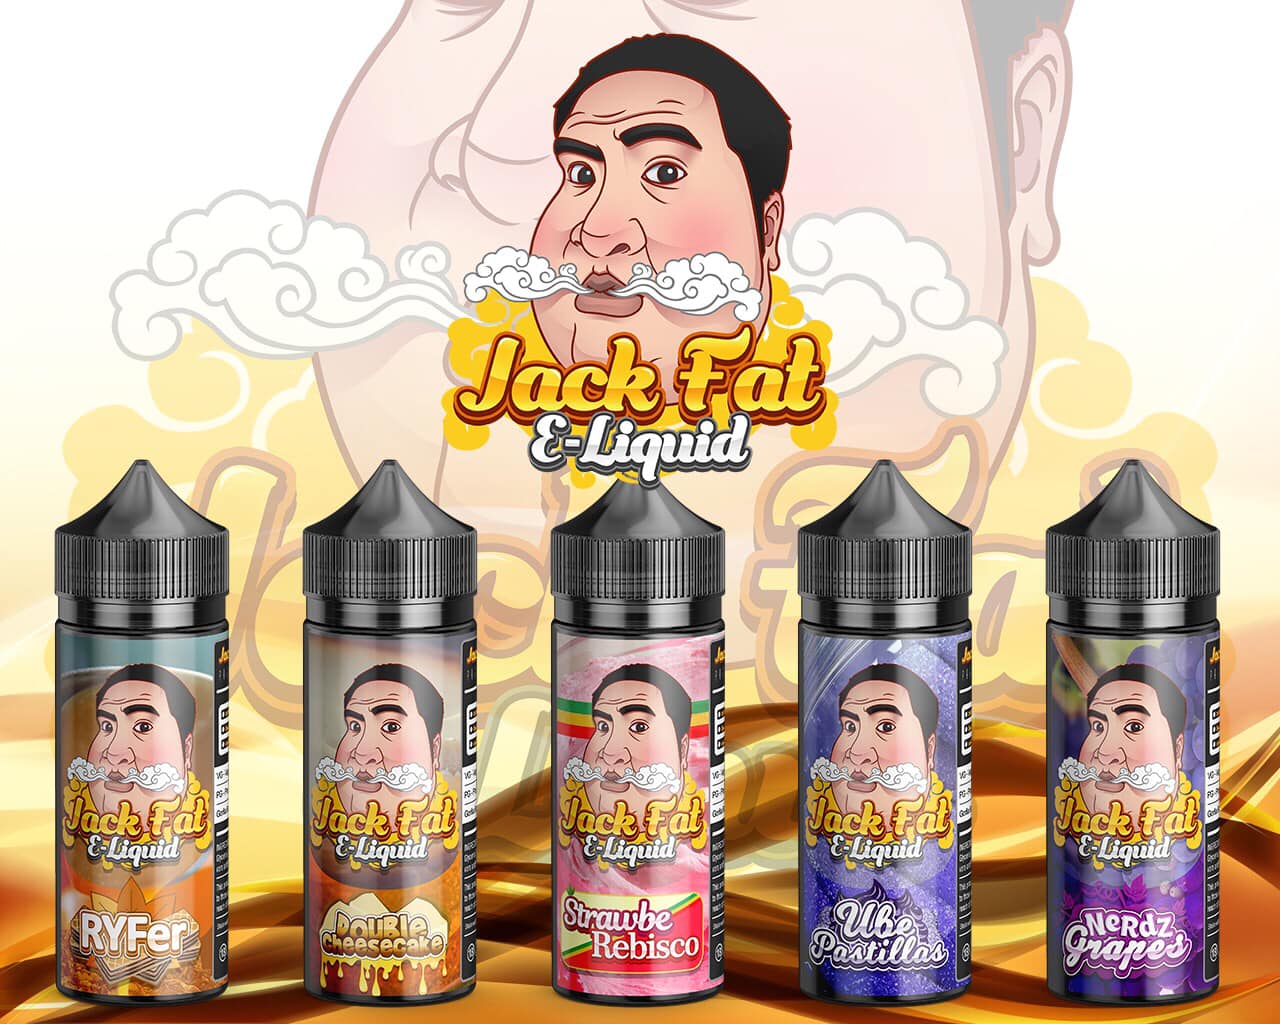 Jack Fat
E-Liquid
Jack Fat
E-Liquid
RYFer
Jack Fat
E-Liquid
DOUBLE
cheesecake
Jack Fat
E-Liquid
Strawbe
Rebisco
Jack Fat
E-Liquid
Ube
Pastillas
Jack Fat
E-Liquid
Nerdz
Grapes